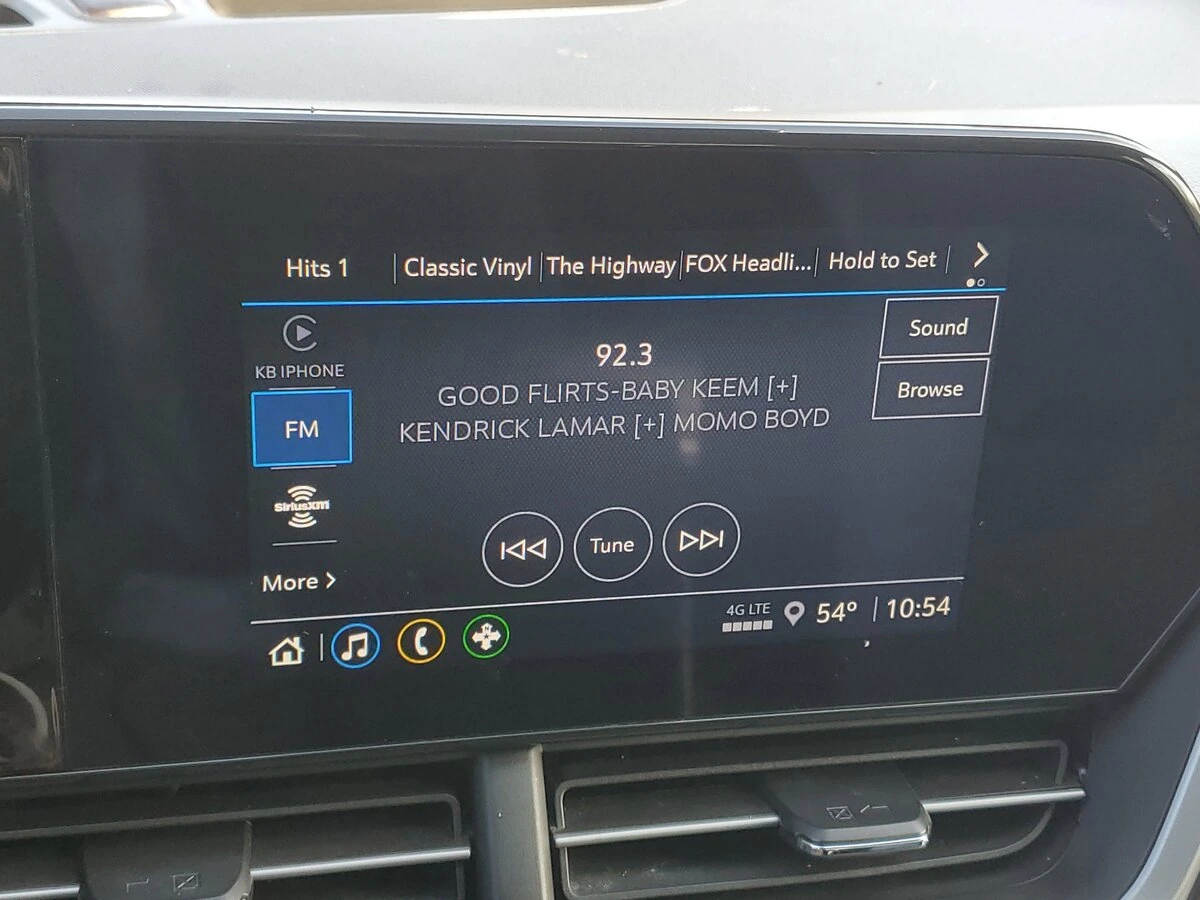 Hits 1
Classic Vinyl
The Highway
FOX Headli...
Hold to Set
KB IPHONE
FM
siriusxm
More
92.3
GOOD FLIRTS-BABY KEEM [+]
KENDRICK LAMAR [+] MOMO BOYD
Sound
Browse
Tune
4G LTE
54°
10:54